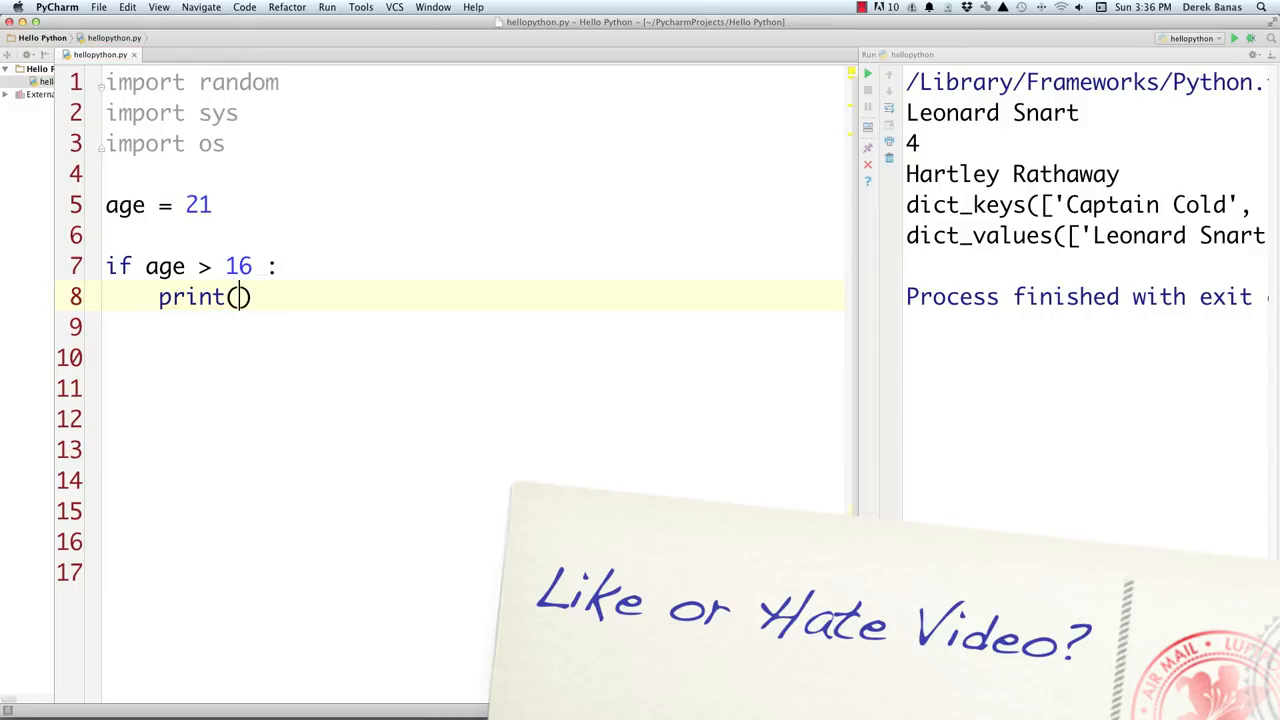 PyCharm File Edit View Navigate Code Refactor Run Tools VCS Window Help 10 Sun 3:36 PM Derek Banas
hellopython.py - Hello Python - [~/PycharmProjects/Hello Python]
Hello Python hellopython.py hellopython
hellopython.py Run hellopython
Hello P
hell
Externa
1 import random
2 import sys
3 import os
4
5 age = 21
6
7 if age > 16 :
8 print()
9
10
11
12
13
14
15
16
17
/Library/Frameworks/Python.
Leonard Snart
4
Hartley Rathaway
dict_keys(['Captain Cold',
dict_values(['Leonard Snart
Process finished with exit
Like or Hate Video?
AIR MAIL